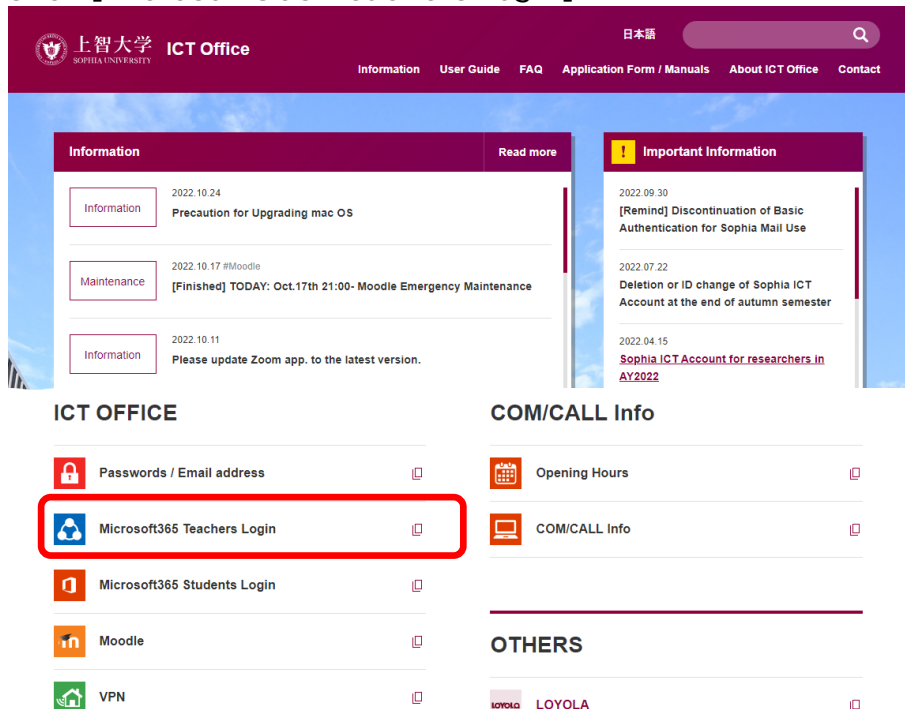 日本語
上智大学
SOPHIA UNIVERSITY
ICT Office
Information User Guide FAQ Application Form / Manuals About ICT Office Contact
Information Read more
2022.10.24
Information
Precaution for Upgrading mac OS
2022.10.17 #Moodle
Maintenance
[Finished] TODAY: Oct.17th 21:00- Moodle Emergency Maintenance
2022.10.11
Information
Please update Zoom app. to the latest version.
! Important Information
2022.09.30
[Remind] Discontinuation of Basic
Authentication for Sophia Mail Use
2022.07.22
Deletion or ID change of Sophia ICT
Account at the end of autumn semester
2022.04.15
Sophia ICT Account for researchers in
AY2022
ICT OFFICE
Passwords / Email address
Microsoft365 Teachers Login
Microsoft365 Students Login
Moodle
VPN
COM/CALL Info
Opening Hours
COM/CALL Info
OTHERS
LOYOLA LOYOLA